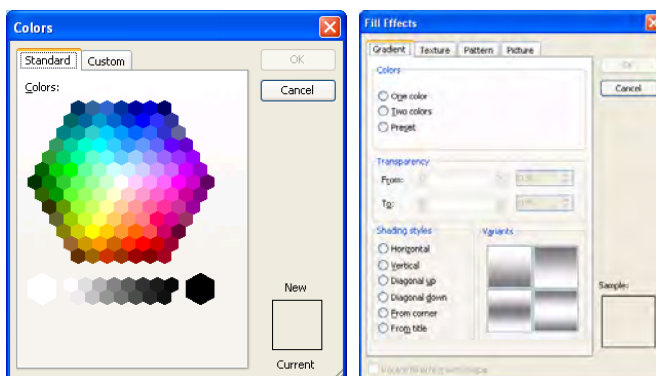 Colors
Standard Custom
Colors:
OK
Cancel
New
Current
Fill Effects
Gradient Texture Pattern Picture
Colors
One color
Two colors
Preset
Transparency
From:
To:
Shading styles
Horizontal
Vertical
Diagonal up
Diagonal down
From corner
From title
Variants
OK
Cancel
Sample: